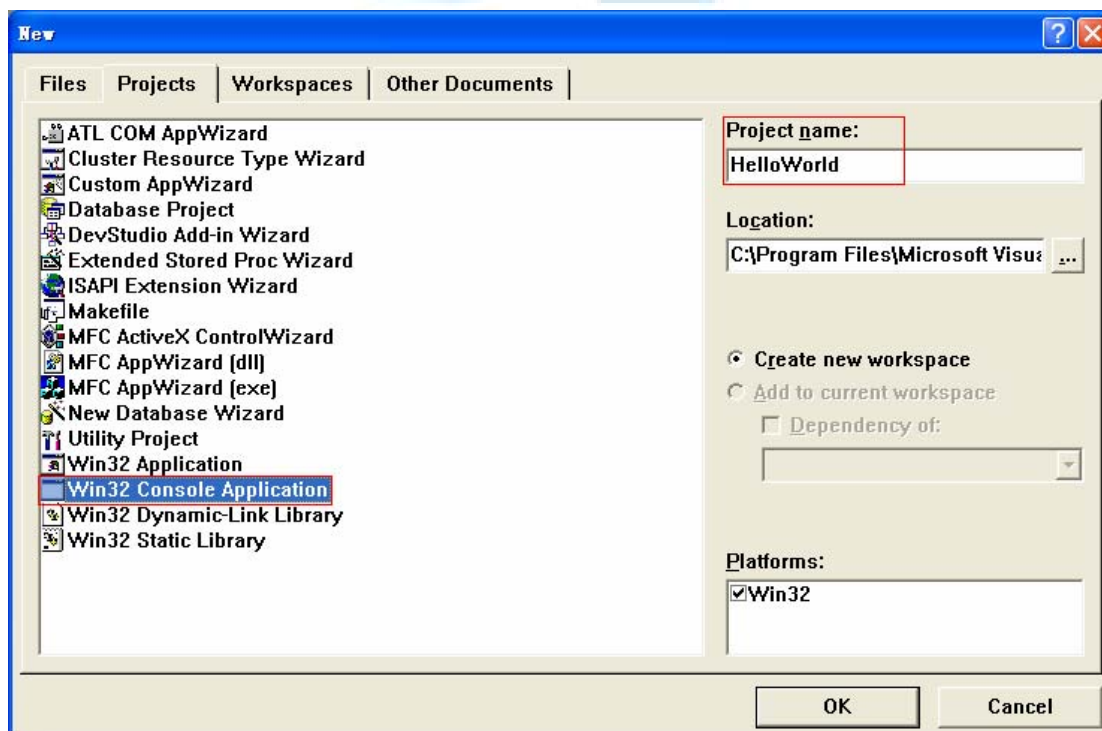 New
Files Projects Workspaces Other Documents
ATL COM AppWizard
Cluster Resource Type Wizard
Custom AppWizard
Database Project
DevStudio Add-in Wizard
Extended Stored Proc Wizard
ISAPI Extension Wizard
Makefile
MFC ActiveX ControlWizard
MFC AppWizard (dll)
MFC AppWizard (exe)
New Database Wizard
Utility Project
Win32 Application
Win32 Console Application
Win32 Dynamic-Link Library
Win32 Static Library
Project name:
HelloWorld
Location:
C:\Program Files\Microsoft Visua ...
Create new workspace
Add to current workspace
Dependency of:
Platforms:
Win32
OK Cancel